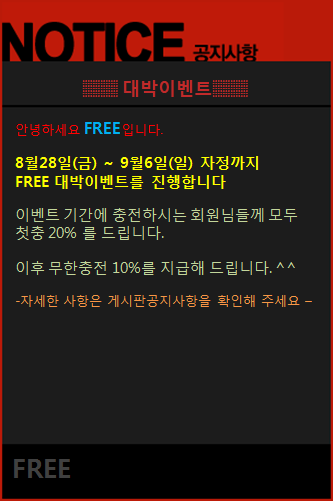 NOTICE 공지사항
▒▒▒ 대박이벤트▒▒▒
안녕하세요 FREE입니다.
8월28일(금) ~ 9월6일(일) 자정까지
FREE 대박이벤트를 진행합니다
이벤트 기간에 충전하시는 회원님들께 모두
첫충 20% 를 드립니다.
이후 무한충전 10%를 지급해 드립니다. ^ ^
-자세한 사항은 게시판공지사항을 확인해 주세요 –
FREE